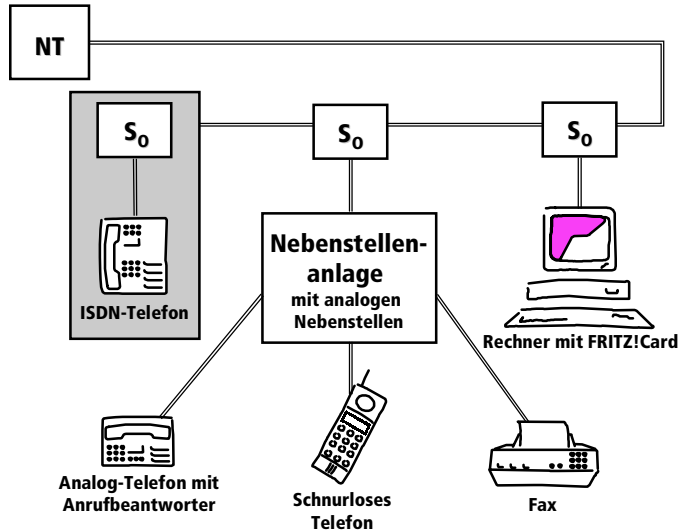 NT
S₀
S₀
S₀
ISDN-Telefon
Nebenstellen-
anlage
mit analogen
Nebenstellen
Rechner mit FRITZ!Card
Analog-Telefon mit
Anrufbeantworter
Schnurloses
Telefon
Fax